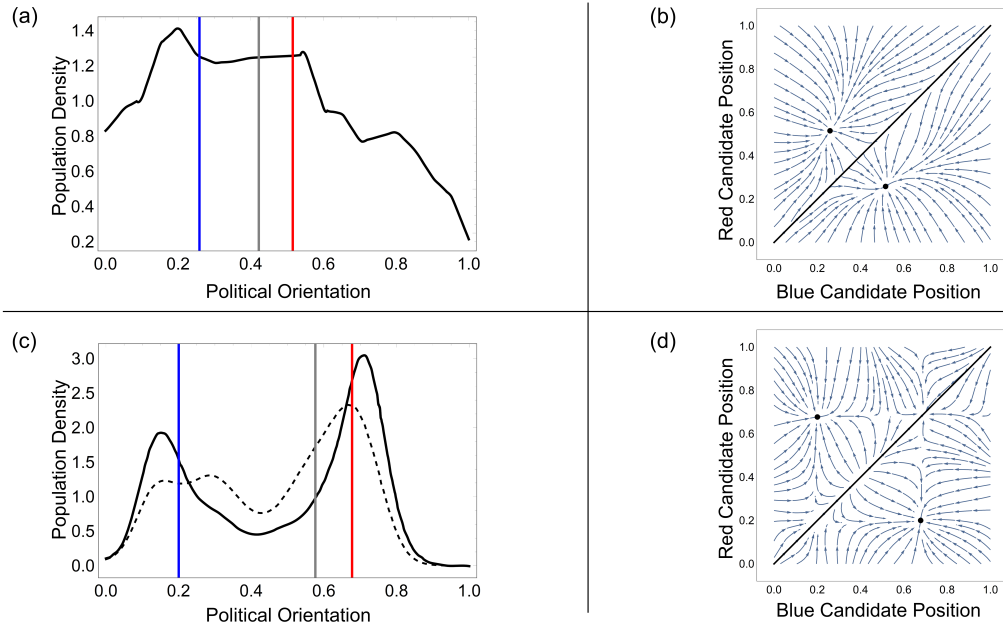 (a)
Population Density
1.4
1.2
1.0
0.8
0.6
0.4
0.2
0.0 0.2 0.4 0.6 0.8 1.0
Political Orientation
(b)
Red Candidate Position
1.0
0.8
0.6
0.4
0.2
0.0
0.0 0.2 0.4 0.6 0.8 1.0
Blue Candidate Position
(c)
Population Density
3.0
2.5
2.0
1.5
1.0
0.5
0.0
0.0 0.2 0.4 0.6 0.8 1.0
Political Orientation
(d)
Red Candidate Position
1.0
0.8
0.6
0.4
0.2
0.0
0.0 0.2 0.4 0.6 0.8 1.0
Blue Candidate Position